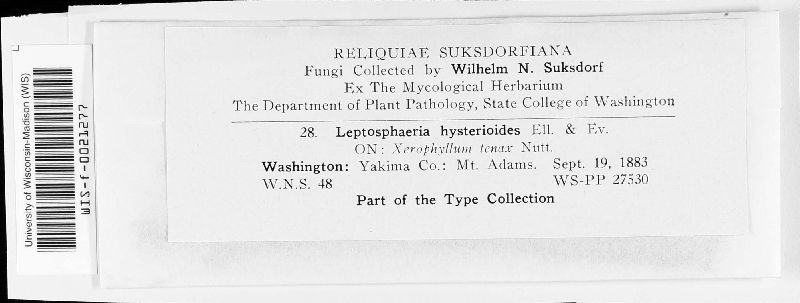 University of Wisconsin-Madison (WIS)
WIS-f-0021277
RELIQUIAE SUKSDORFIANA
Fungi Collected by Wilhelm N. Suksdorf
Ex The Mycological Herbarium
The Department of Plant Pathology, State College of Washington
28. Leptosphaeria hysterioides Ell. & Ev.
ON: Xerophyllum tenax Nutt.
Washington: Yakima Co.: Mt. Adams. Sept. 19, 1883
W.N.S. 48 WS-PP 27530
Part of the Type Collection